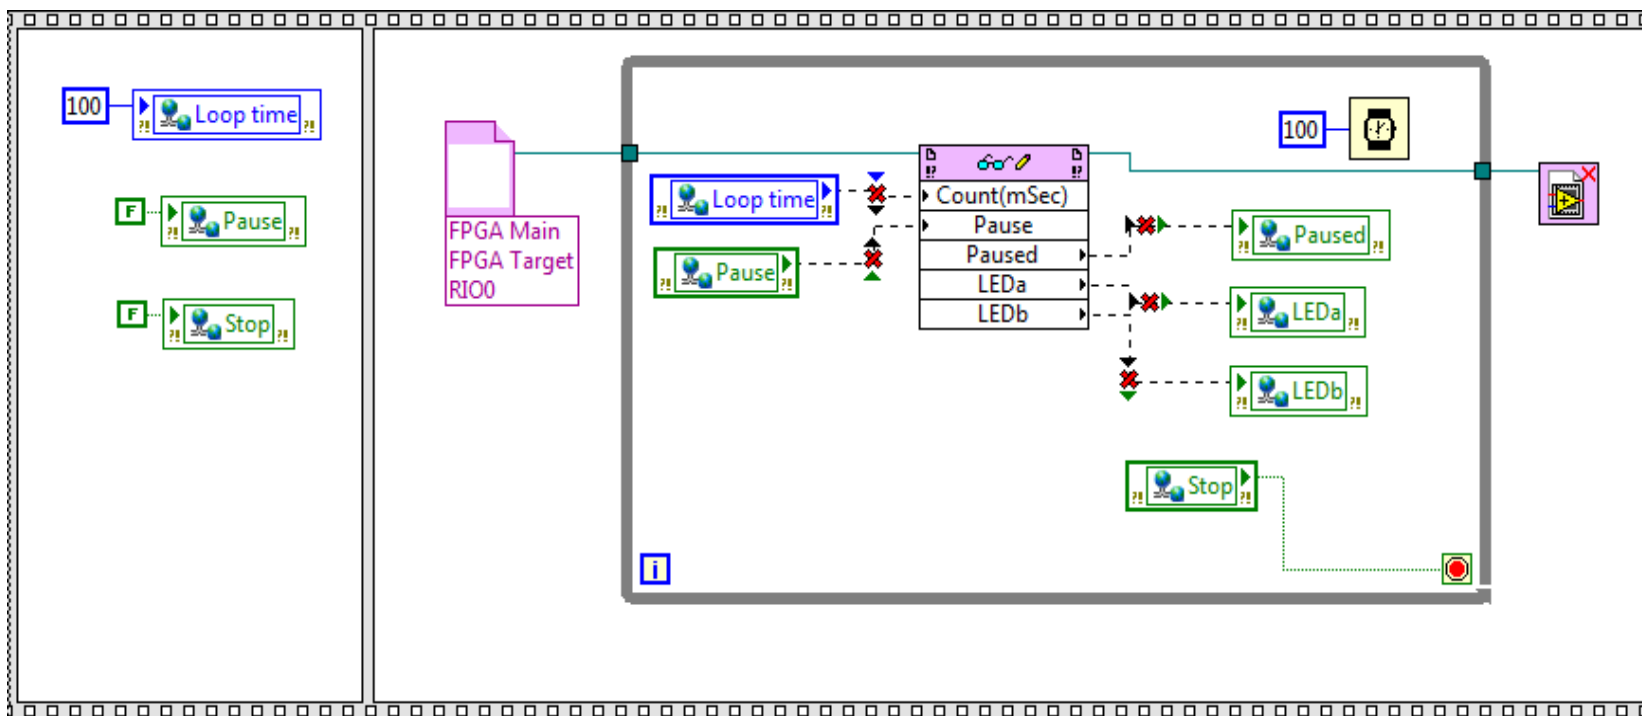 100
Loop time
F
Pause
F
Stop
FPGA Main
FPGA Target
RIO0
Loop time
Pause
Count(mSec)
Pause
Paused
LEDa
LEDb
100
Paused
LEDa
LEDb
Stop
i